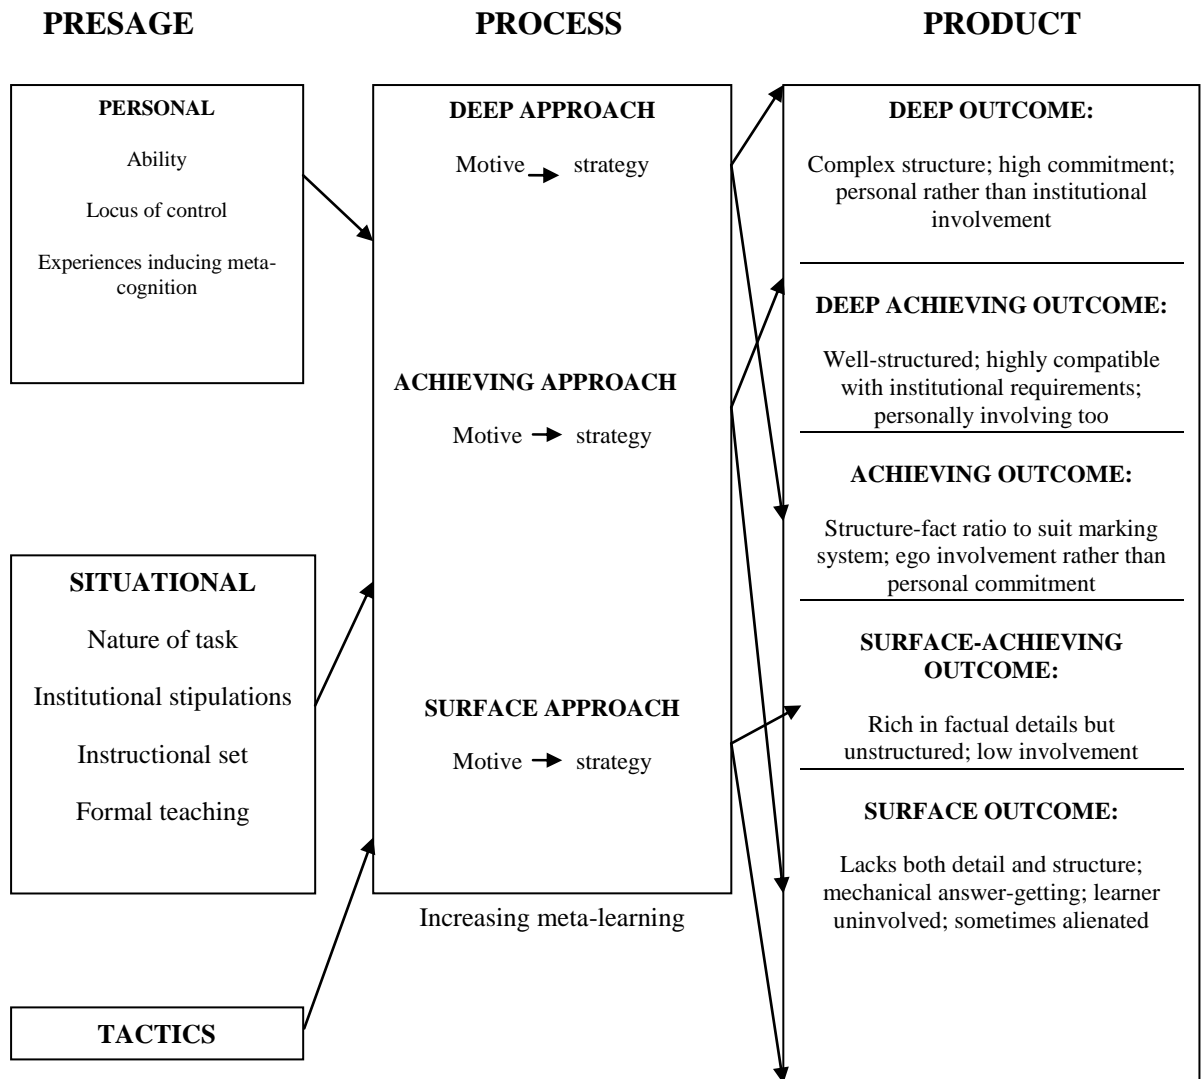 PRESAGE
PROCESS
PRODUCT
PERSONAL
Ability
Locus of control
Experiences inducing meta-
cognition
SITUATIONAL
Nature of task
Institutional stipulations
Instructional set
Formal teaching
TACTICS
DEEP APPROACH
Motive strategy
ACHIEVING APPROACH
Motive strategy
SURFACE APPROACH
Motive strategy
Increasing meta-learning
DEEP OUTCOME:
Complex structure; high commitment;
personal rather than institutional
involvement
DEEP ACHIEVING OUTCOME:
Well-structured; highly compatible
with institutional requirements;
personally involving too
ACHIEVING OUTCOME:
Structure-fact ratio to suit marking
system; ego involvement rather than
personal commitment
SURFACE-ACHIEVING
OUTCOME:
Rich in factual details but
unstructured; low involvement
SURFACE OUTCOME:
Lacks both detail and structure;
mechanical answer-getting; learner
uninvolved; sometimes alienated